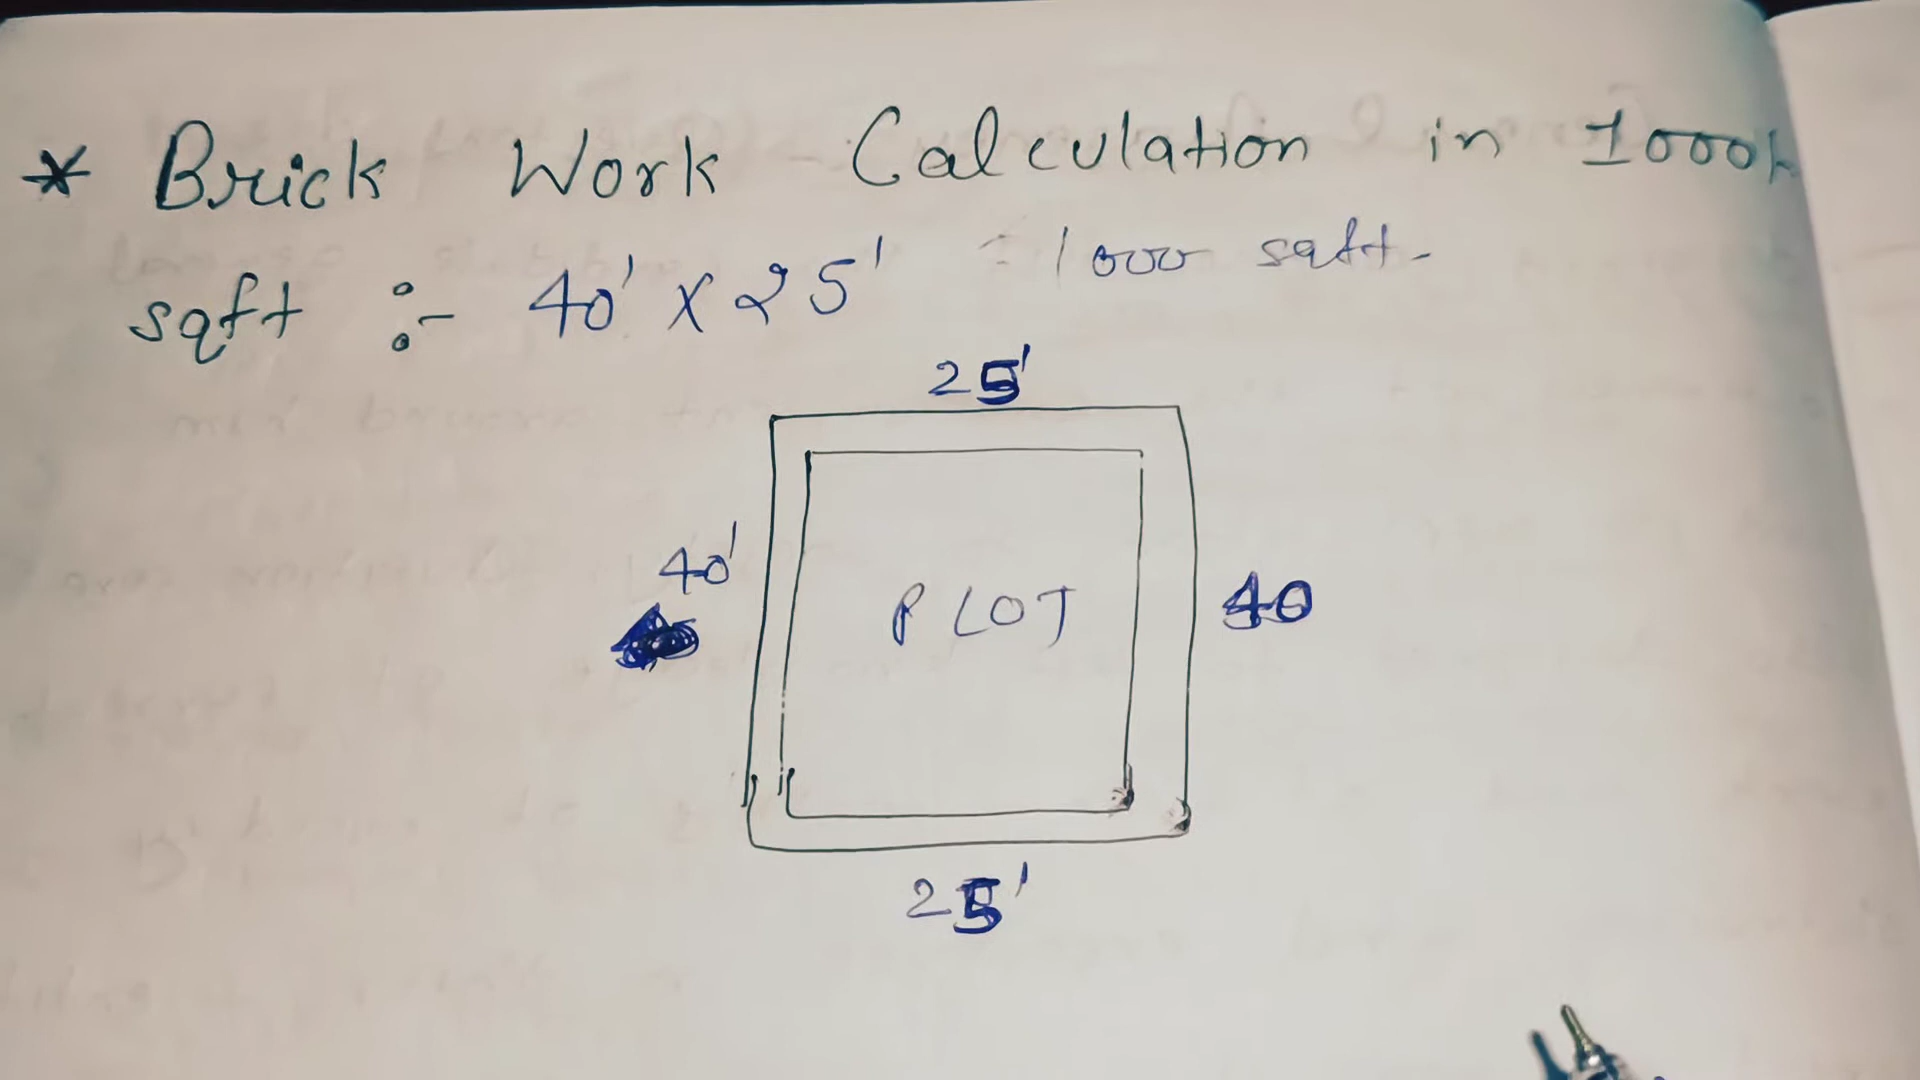 * Brick Work Calculation in 1000
sqft :- 40' x 25' = 1000 sqft.
25'
40'
PLOT
40
25'